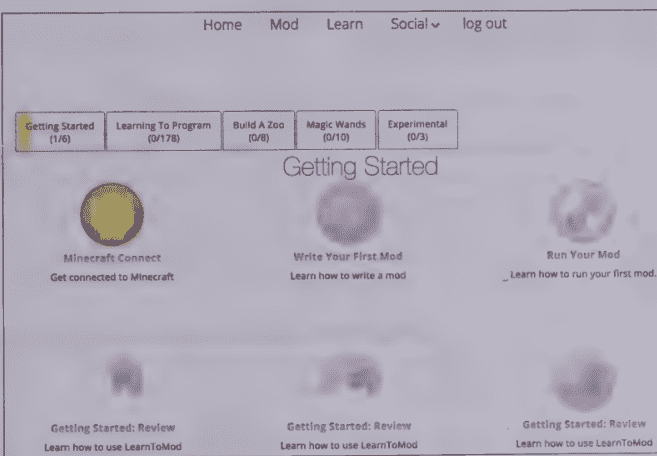 Home Mod Learn Social log out
Getting Started Learning To Program Build A Zoo Magic Wands Experimental
(1/6) (0/178) (0/8) (0/10) (0/3)
Getting Started
Minecraft Connect Write Your First Mod Run Your Mod
Get connected to Minecraft Learn how to write a mod Learn how to run your first mod.
Getting Started: Review Getting Started: Review Getting Started: Review
Learn how to use LearnToMod Learn how to use LearnToMod Learn how to use LearnToMod